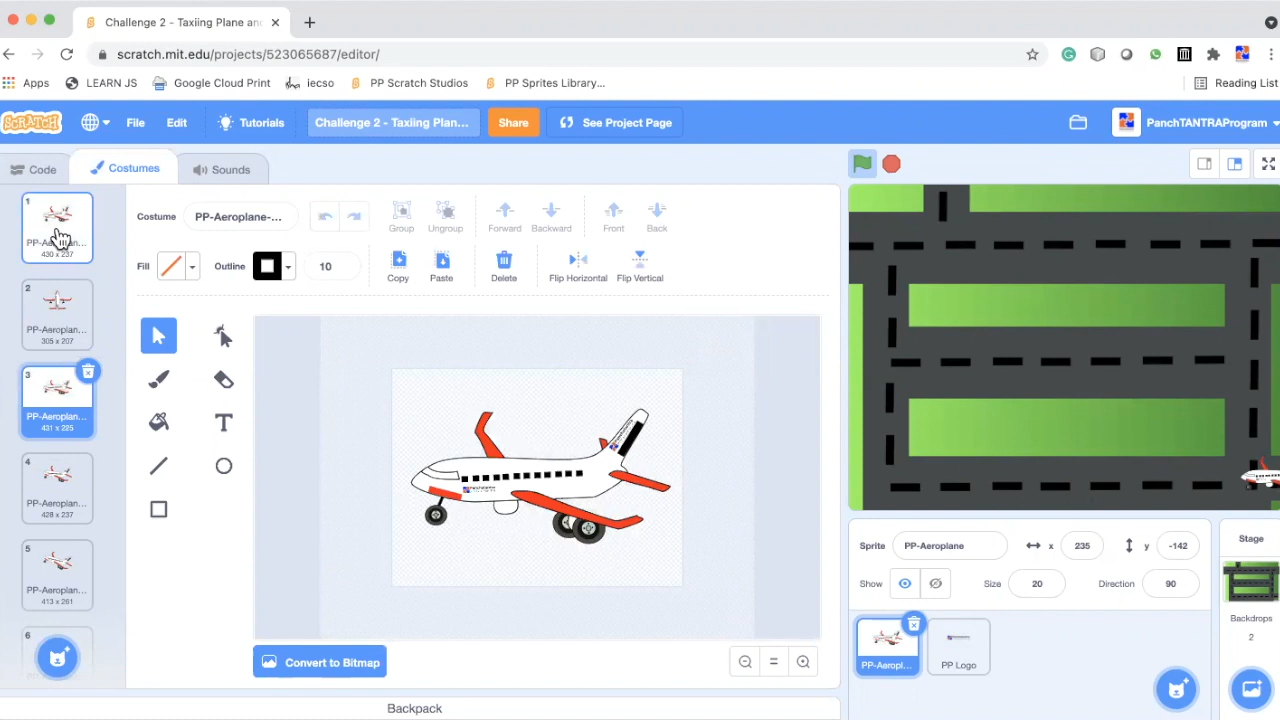 Challenge 2 - Taxiing Plane and
scratch.mit.edu/projects/523065687/editor/
Apps LEARN JS Google Cloud Print iecso PP Scratch Studios PP Sprites Library... Reading List
SCRATCH File Edit Tutorials Challenge 2 - Taxiing Plan... Share See Project Page PanchTANTRAProgram
Code Costumes Sounds
Costume PP-Aeroplane-... Group Ungroup Forward Backward Front Back
Fill Outline 10 Copy Paste Delete Flip Horizontal Flip Vertical
1
430 x 237
2
PP-Aeroplan...
305 x 207
3
PP-Aeroplan...
431 x 225
4
PP-Aeroplan...
428 x 237
5
PP-Aeroplan...
413 x 261
6
T
Convert to Bitmap
Backpack
Sprite PP-Aeroplane x 235 y -142
Show Size 20 Direction 90
PP-Aeropl... PP Logo
Stage
Backdrops
2